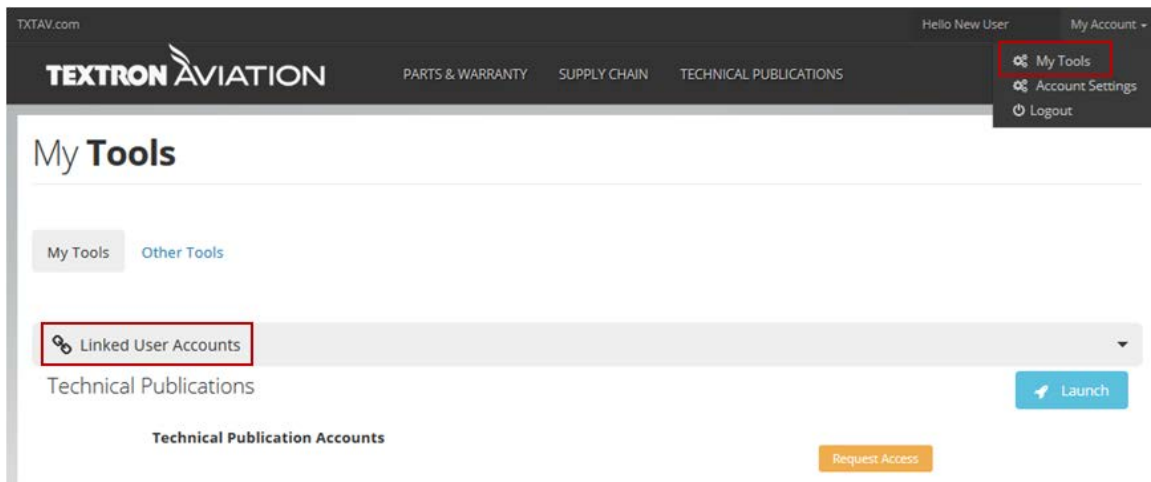 TXTAV.com
Hello New User
My Account
TEXTRON AVIATION
PARTS & WARRANTY
SUPPLY CHAIN
TECHNICAL PUBLICATIONS
My Tools
Account Settings
Logout
My Tools
My Tools
Other Tools
Linked User Accounts
Technical Publications
Launch
Technical Publication Accounts
Request Access